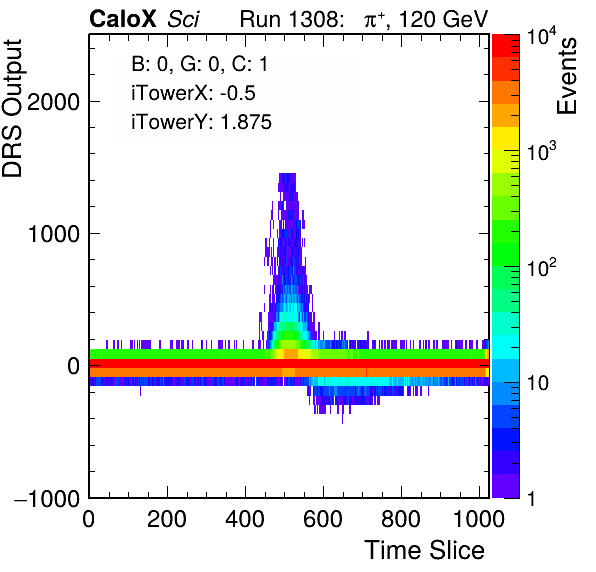 CaloX Sci Run 1308: π⁺, 120 GeV
B: 0, G: 0, C: 1
iTowerX: -0.5
iTowerY: 1.875
DRS Output
2000
1000
0
−1000
0 200 400 600 800 1000
Time Slice
Events
10⁴
10³
10²
10
1